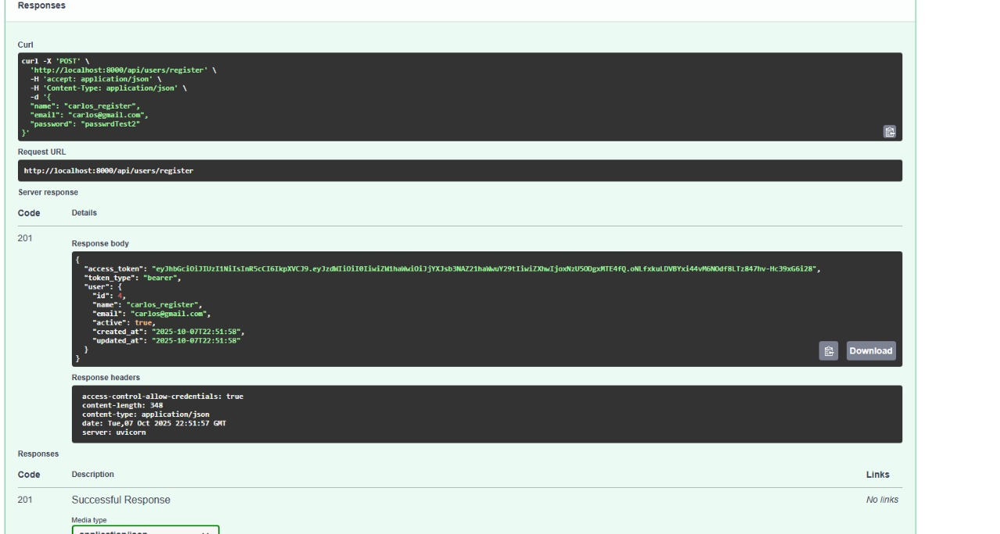 Responses
Curl
curl -X 'POST' \
'http://localhost:8000/api/users/register' \
-H 'accept: application/json' \
-H 'Content-Type: application/json' \
-d '{
"name": "carlos_register",
"email": "carlos@gmail.com",
"password": "passwrdTest2"
}'
Request URL
http://localhost:8000/api/users/register
Server response
Code Details
201
Response body
{
"access_token": "eyJhbGciOiJIUzI1NiIsInR5cCI6IkpXVCJ9.eyJzdWIiOiI0IiwiZW1haWwiOiJjYXJsb3NAZ21haWwuY29tIiwiZXhwIjoxNzU5ODgxMTE4fQ.oNLfxkuLDVBYxi44vM6NOdf8LTz847hv-Hc39xG6i28",
"token_type": "bearer",
"user": {
"id": 4,
"name": "carlos_register",
"email": "carlos@gmail.com",
"active": true,
"created_at": "2025-10-07T22:51:58",
"updated_at": "2025-10-07T22:51:58"
}
}
Download
Response headers
access-control-allow-credentials: true
content-length: 348
content-type: application/json
date: Tue,07 Oct 2025 22:51:57 GMT
server: uvicorn
Responses
Code Description Links
201 Successful Response No links
Media type
application/json